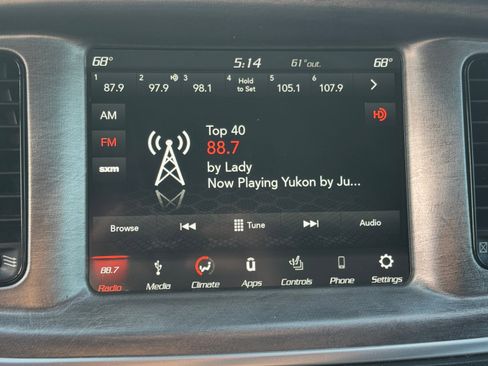 68° 5:14 61°out. 68°
1 2 HD 3 4 5 6
87.9 97.9 98.1 Hold to Set 105.1 107.9
AM
FM
sxm
HD
Top 40
88.7
by Lady
Now Playing Yukon by Ju...
Browse Tune Audio
88.7
Radio Media Climate Apps Controls Phone Settings